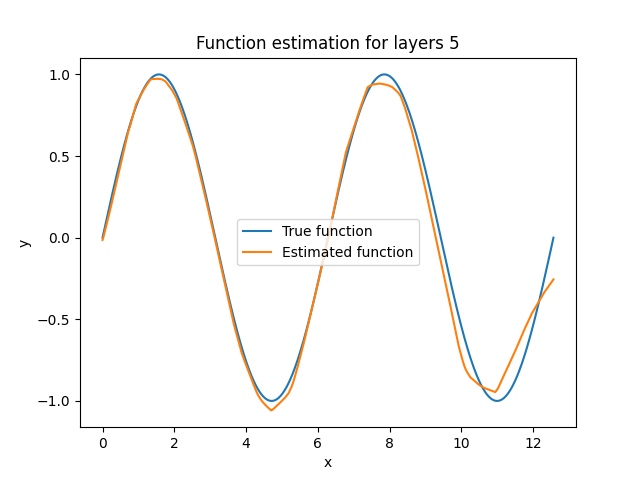 Function estimation for layers 5
1.0
0.5
0.0
−0.5
−1.0
y
True function
Estimated function
0 2 4 6 8 10 12
x